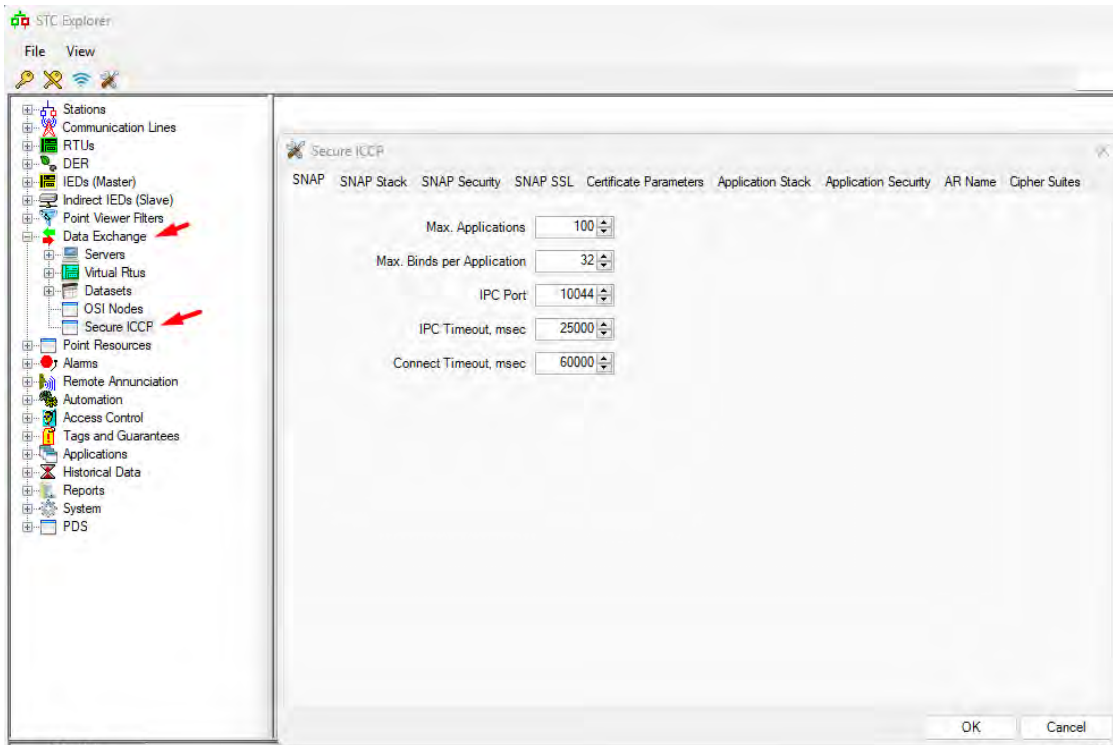 STC Explorer
File View
Stations
Communication Lines
RTUs
DER
IEDs (Master)
Indirect IEDs (Slave)
Point Viewer Filters
Data Exchange
Servers
Virtual Rtus
Datasets
OSI Nodes
Secure ICCP
Point Resources
Alarms
Remote Annunciation
Automation
Access Control
Tags and Guarantees
Applications
Historical Data
Reports
System
PDS
Secure ICCP
SNAP SNAP Stack SNAP Security SNAP SSL Certificate Parameters Application Stack Application Security AR Name Cipher Suites
Max. Applications 100
Max. Binds per Application 32
IPC Port 10044
IPC Timeout, msec 25000
Connect Timeout, msec 60000
OK Cancel